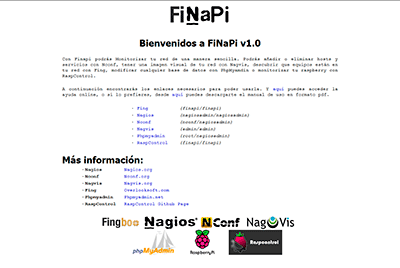 FiNaPi
Bienvenidos a FiNaPi v1.0
Con Finapi podrás Monitorizar tu red de una manera sencilla. Podrás añadir o eliminar hosts y
servicios con Nconf, tener una imagen visual de tu red con Nagvis, descubrir que equipos están en
tu red con Fing, modificar cualquier base de datos con PhpMyadmin o monitorizar tu raspberry con
RaspControl.
A continuación encontrarás los enlaces necesarios para poder usarla. Y aquí puedes acceder la
ayuda online, o si lo prefieres, desde aquí puedes descargarte el manual de uso en formato pdf.
· Fing (finapi/finapi)
· Nagios (nagiosadmin/nagiosadmin)
· Nconf (nconf/nagiosadmin)
· Nagvis (admin/admin)
· Phpmyadmin (root/nagiosadmin)
· RaspControl (finapi/finapi)
Más información:
-Nagios Nagios.org
-Nconf Nconf.org
-Nagvis Nagvis.org
-Fing Overlooksoft.com
-Phpmyadmin Phpmyadmin.net
-RaspControl RaspControl Github Page
Fingbox Nagios NConf NagVis
phpMyAdmin RaspberryPi Raspcontrol